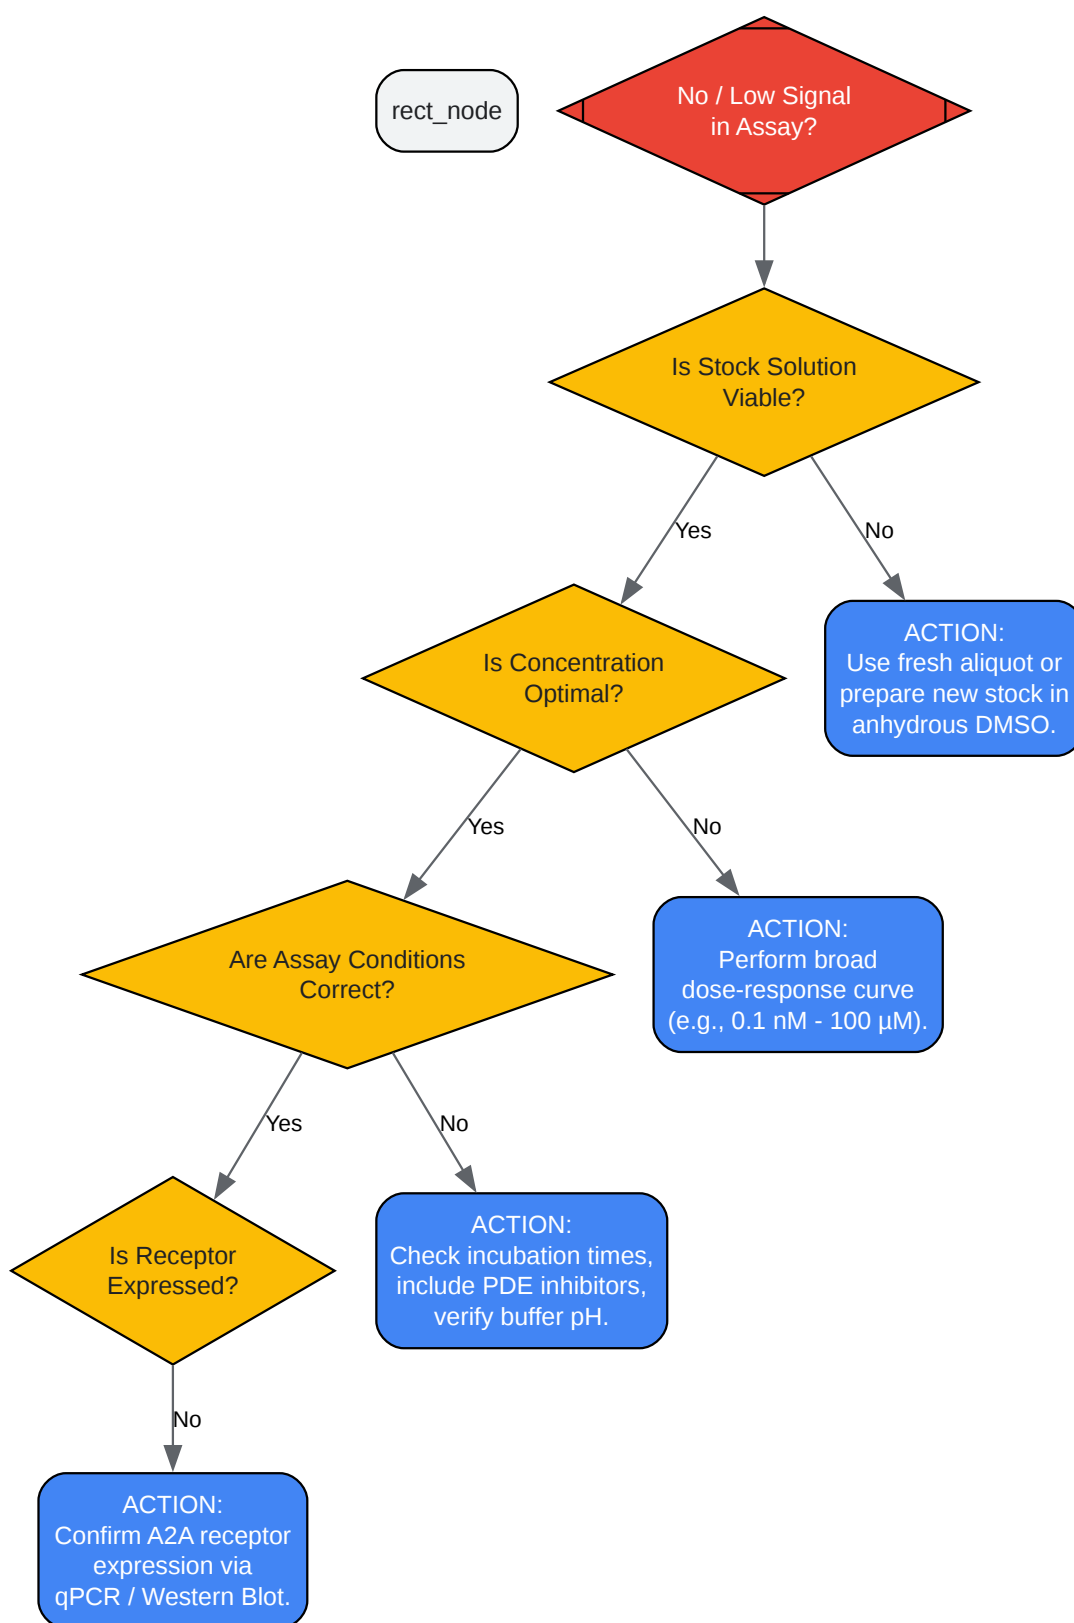 rect_node
No / Low Signal
in Assay?
Is Stock Solution
Viable?
Yes
No
Is Concentration
Optimal?
ACTION:
Use fresh aliquot or
prepare new stock in
anhydrous DMSO.
Yes
No
Are Assay Conditions
Correct?
ACTION:
Perform broad
dose-response curve
(e.g., 0.1 nM - 100 µM).
Yes
No
Is Receptor
Expressed?
ACTION:
Check incubation times,
include PDE inhibitors,
verify buffer pH.
No
ACTION:
Confirm A2A receptor
expression via
qPCR / Western Blot.